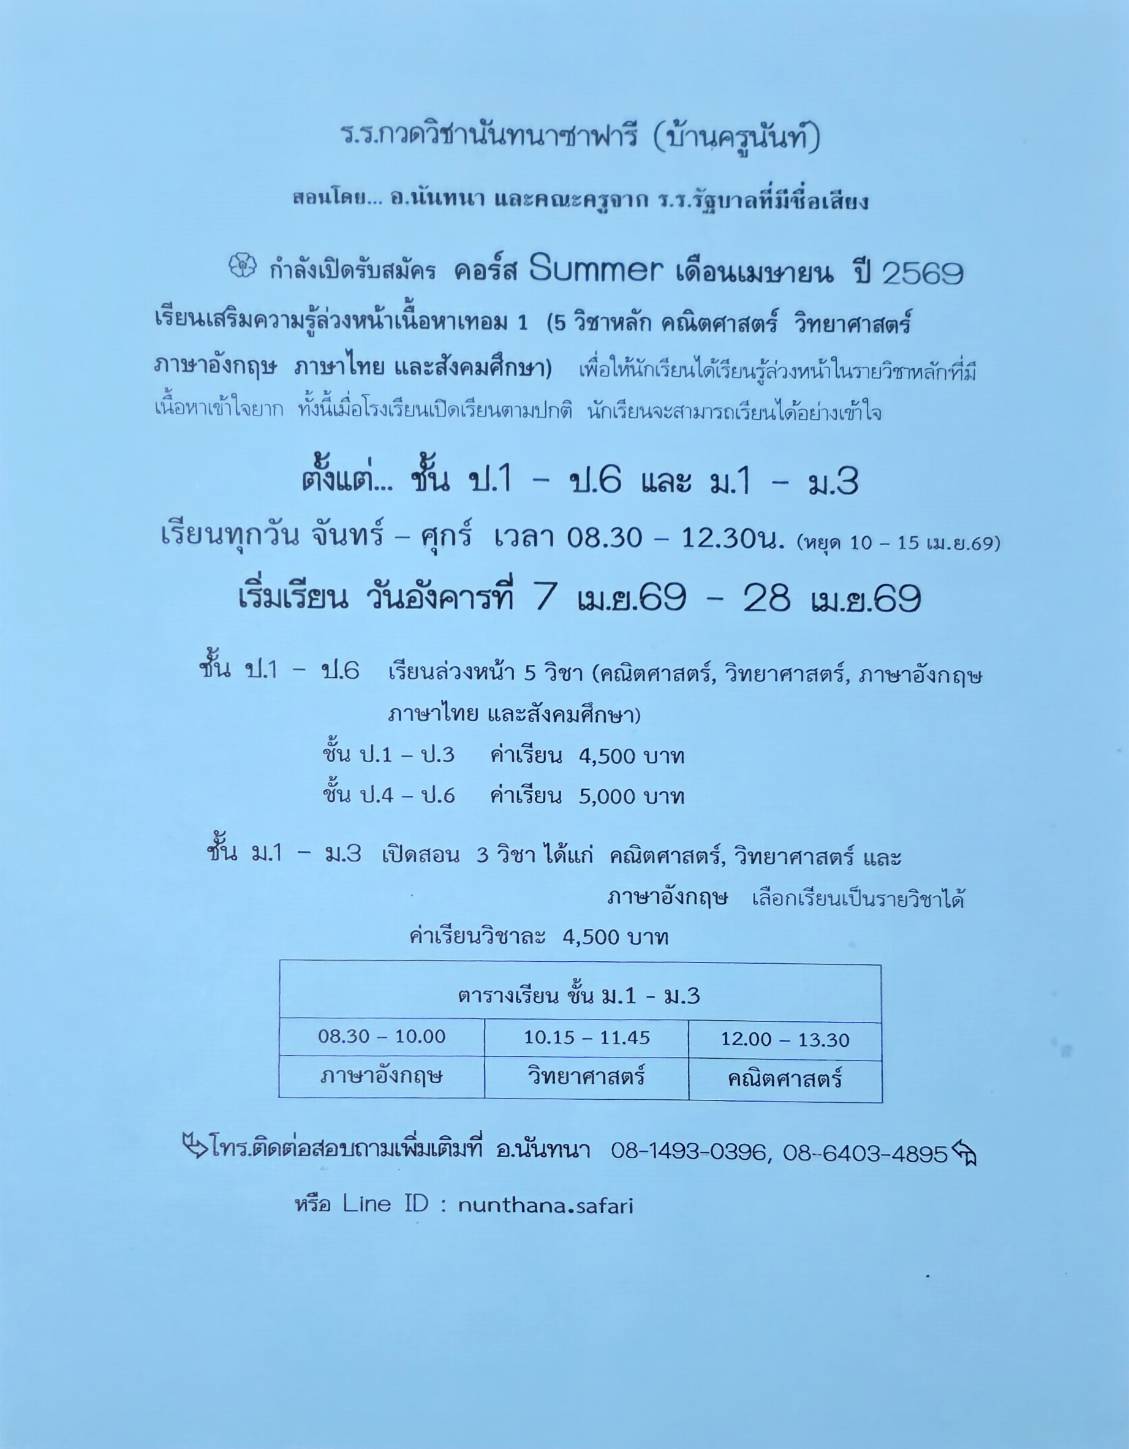 ร.ร.กวดวิชานันทนาซาฟารี (บ้านครูนันท์)
สอนโดย... อ.นันทนา และคณะครูจาก ร.ร.รัฐบาลที่มีชื่อเสียง
กำลังเปิดรับสมัคร คอร์ส Summer เดือนเมษายน ปี 2569
เรียนเสริมความรู้ล่วงหน้าเนื้อหาเทอม 1 (5 วิชาหลัก คณิตศาสตร์ วิทยาศาสตร์
ภาษาอังกฤษ ภาษาไทย และสังคมศึกษา) เพื่อให้นักเรียนได้เรียนรู้ล่วงหน้าในรายวิชาหลักที่มี
เนื้อหาเข้าใจยาก ทั้งนี้เมื่อโรงเรียนเปิดเรียนตามปกติ นักเรียนจะสามารถเรียนได้อย่างเข้าใจ
ตั้งแต่... ชั้น ป.1 – ป.6 และ ม.1 – ม.3
เรียนทุกวัน จันทร์ – ศุกร์ เวลา 08.30 – 12.30น. (หยุด 10 – 15 เม.ย.69)
เริ่มเรียน วันอังคารที่ 7 เม.ย.69 – 28 เม.ย.69
ชั้น ป.1 – ป.6 เรียนล่วงหน้า 5 วิชา (คณิตศาสตร์, วิทยาศาสตร์, ภาษาอังกฤษ
ภาษาไทย และสังคมศึกษา)
ชั้น ป.1 – ป.3 ค่าเรียน 4,500 บาท
ชั้น ป.4 – ป.6 ค่าเรียน 5,000 บาท
ชั้น ม.1 – ม.3 เปิดสอน 3 วิชา ได้แก่ คณิตศาสตร์, วิทยาศาสตร์ และ
ภาษาอังกฤษ เลือกเรียนเป็นรายวิชาได้
ค่าเรียนวิชาละ 4,500 บาท
ตารางเรียน ชั้น ม.1 - ม.3
08.30 – 10.00 10.15 – 11.45 12.00 – 13.30
ภาษาอังกฤษ วิทยาศาสตร์ คณิตศาสตร์
โทร.ติดต่อสอบถามเพิ่มเติมที่ อ.นันทนา 08-1493-0396, 08-6403-4895
หรือ Line ID : nunthana.safari